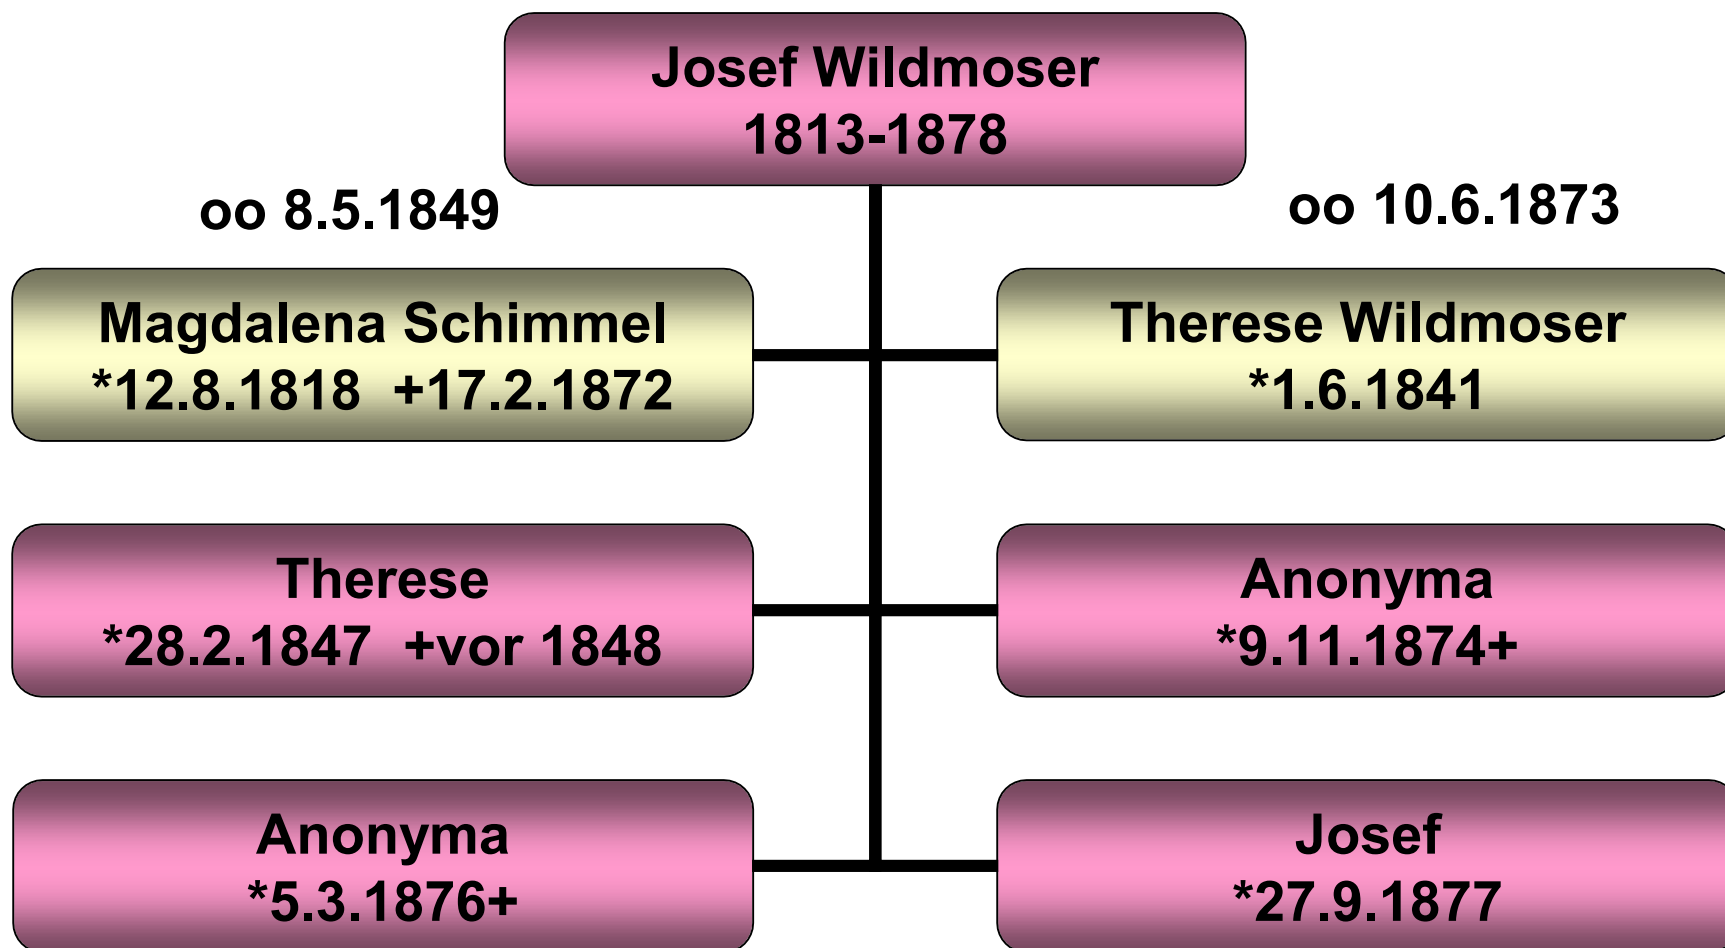 Josef Wildmoser
1813-1878
oo 8.5.1849
oo 10.6.1873
Magdalena Schimmel
*12.8.1818  +17.2.1872
Therese Wildmoser
*1.6.1841
Therese
*28.2.1847  +vor 1848
Anonyma
*9.11.1874+
Anonyma
*5.3.1876+
Josef
*27.9.1877